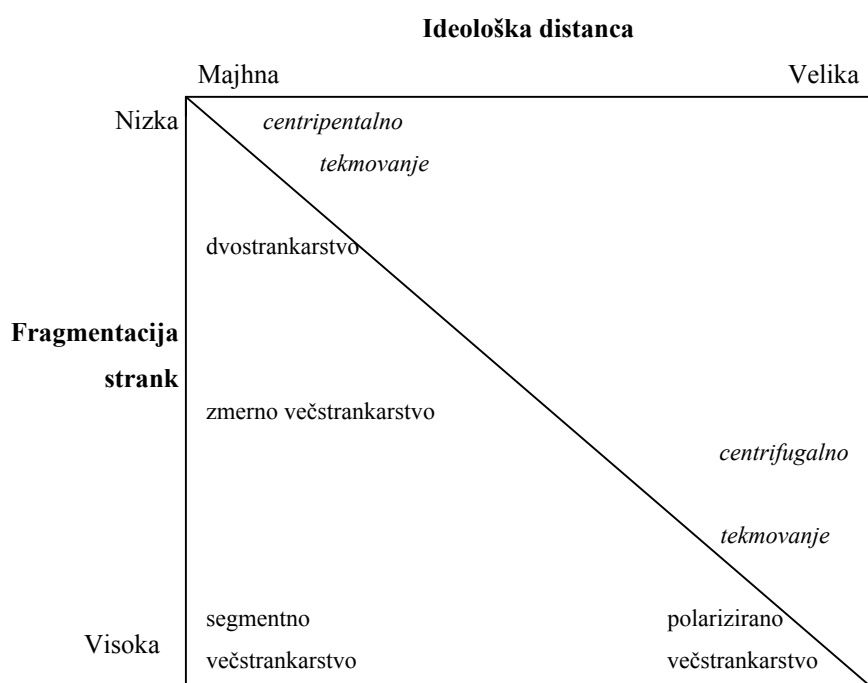 Ideološka distanca
Majhna Velika
Nizka centripentalno
tekmovanje
dvostrankarstvo
Fragmentacija
strank
zmerno večstrankarstvo
centrifugalno
tekmovanje
segmentno polarizirano
Visoka
večstrankarstvo večstrankarstvo